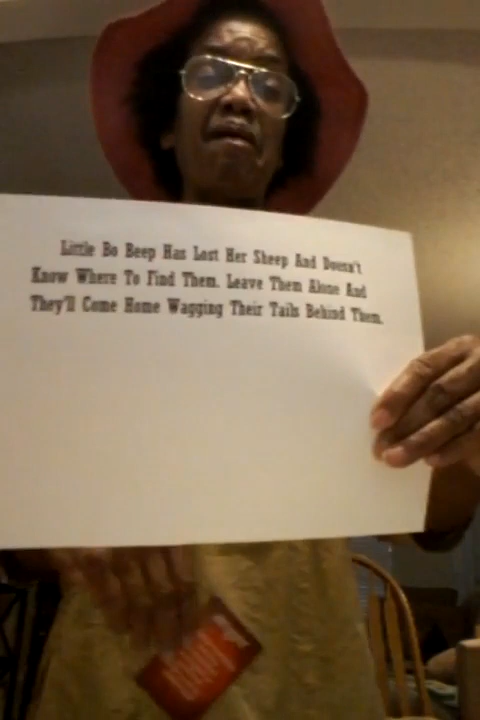 Little Bo Beep Has Lost Her Sheep And Doesn't
Know Where To Find Them. Leave Them Alone And
They'll Come Home Wagging Their Tails Behind Them.